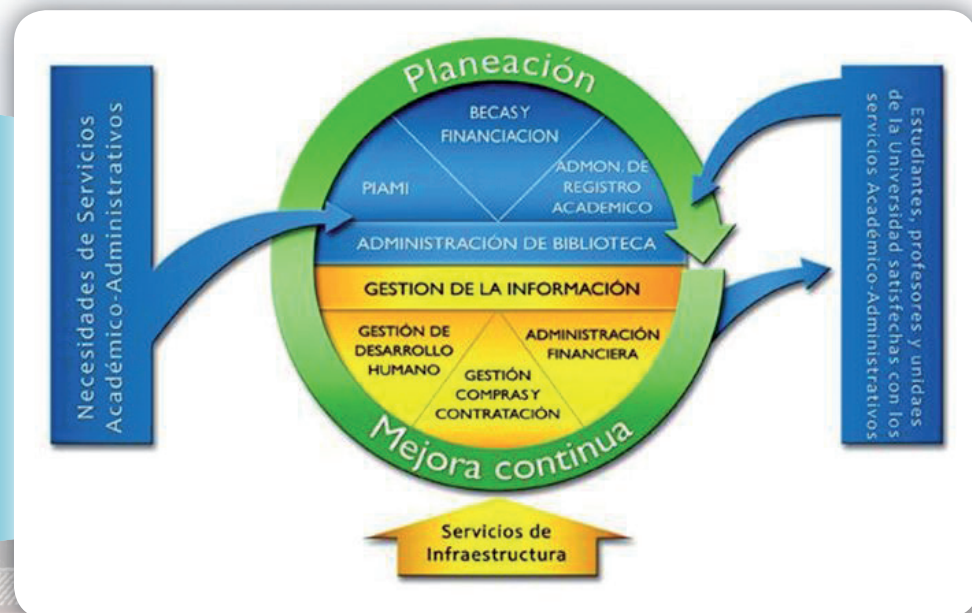 Necesidades de Servicios
Académico-Administrativos
Planeación
BECAS Y
FINANCIACION
PIAMI
ADMON. DE
REGISTRO
ACADEMICO
ADMINISTRACIÓN DE BIBLIOTECA
GESTION DE LA INFORMACIÓN
GESTIÓN DE
DESARROLLO
HUMANO
GESTIÓN
COMPRAS Y
CONTRATACIÓN
ADMINISTRACIÓN
FINANCIERA
Mejora continua
Servicios de
Infraestructura
Estudiantes, profesores y unidaes
de la Universidad satisfechas con los
servicios Académico-Administrativos